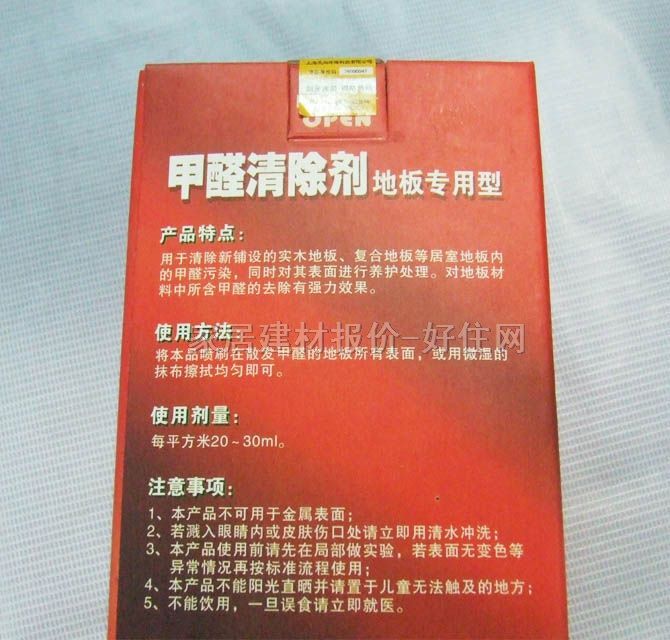 OPEN
甲醛清除剂 地板专用型
产品特点：
用于清除新铺设的实木地板、复合地板等居室地板内
的甲醛污染，同时对其表面进行养护处理。对地板材
料中所含甲醛的去除有强力效果。
使用方法：
家居建材报价-好住网
将本品喷刷在散发甲醛的地板所有表面，或用微湿的
抹布擦拭均匀即可。
使用剂量：
每平方米20~30ml。
注意事项：
1、本产品不可用于金属表面；
2、若溅入眼睛内或皮肤伤口处请立即用清水冲洗；
3、本产品使用前请先在局部做实验，若表面无变色等
异常情况再按标准流程使用；
4、本产品不能阳光直晒并请置于儿童无法触及的地方；
5、不能饮用，一旦误食请立即就医。